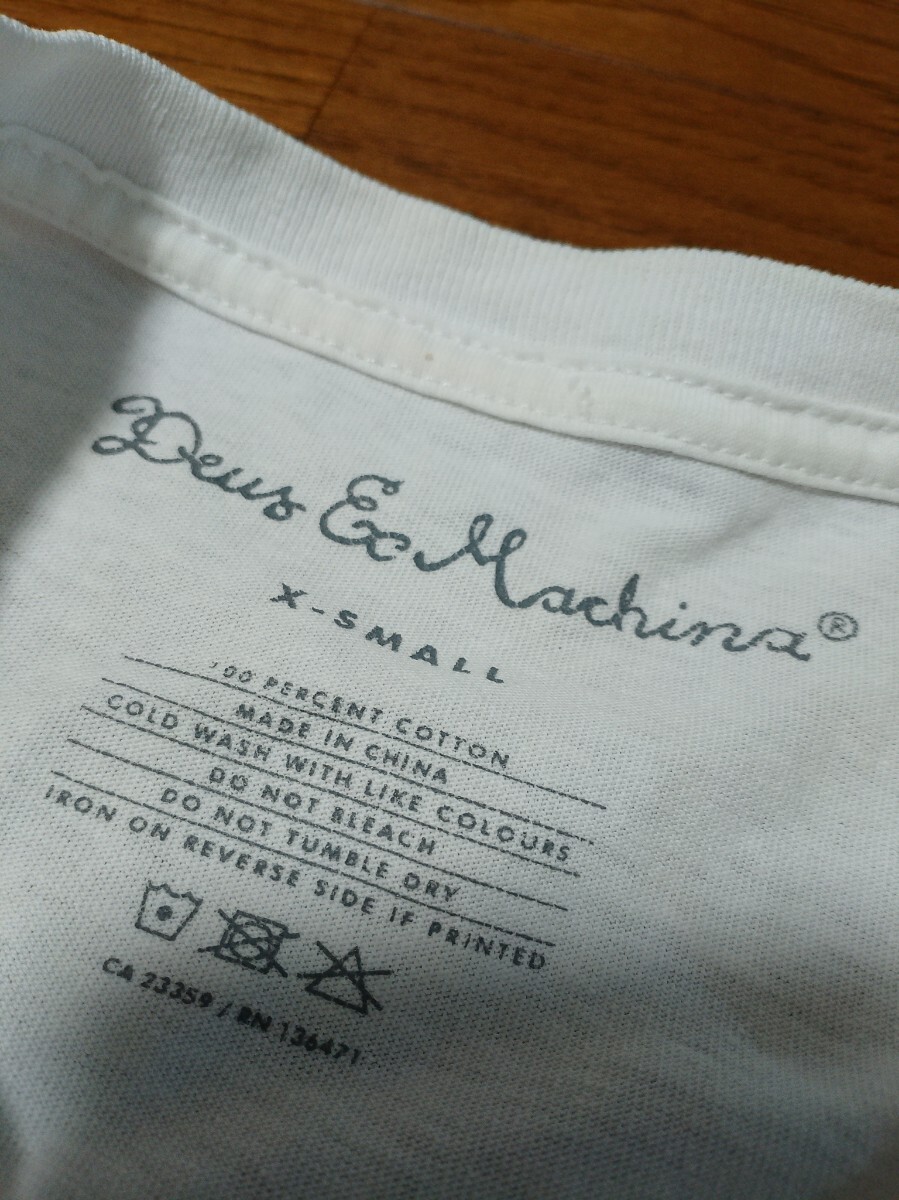 Deus Ex Machina®
X-SMALL
100 PERCENT COTTON
MADE IN CHINA
COLD WASH WITH LIKE COLOURS
DO NOT BLEACH
DO NOT TUMBLE DRY
IRON ON REVERSE SIDE IF PRINTED
CA 23359 / RN 136471